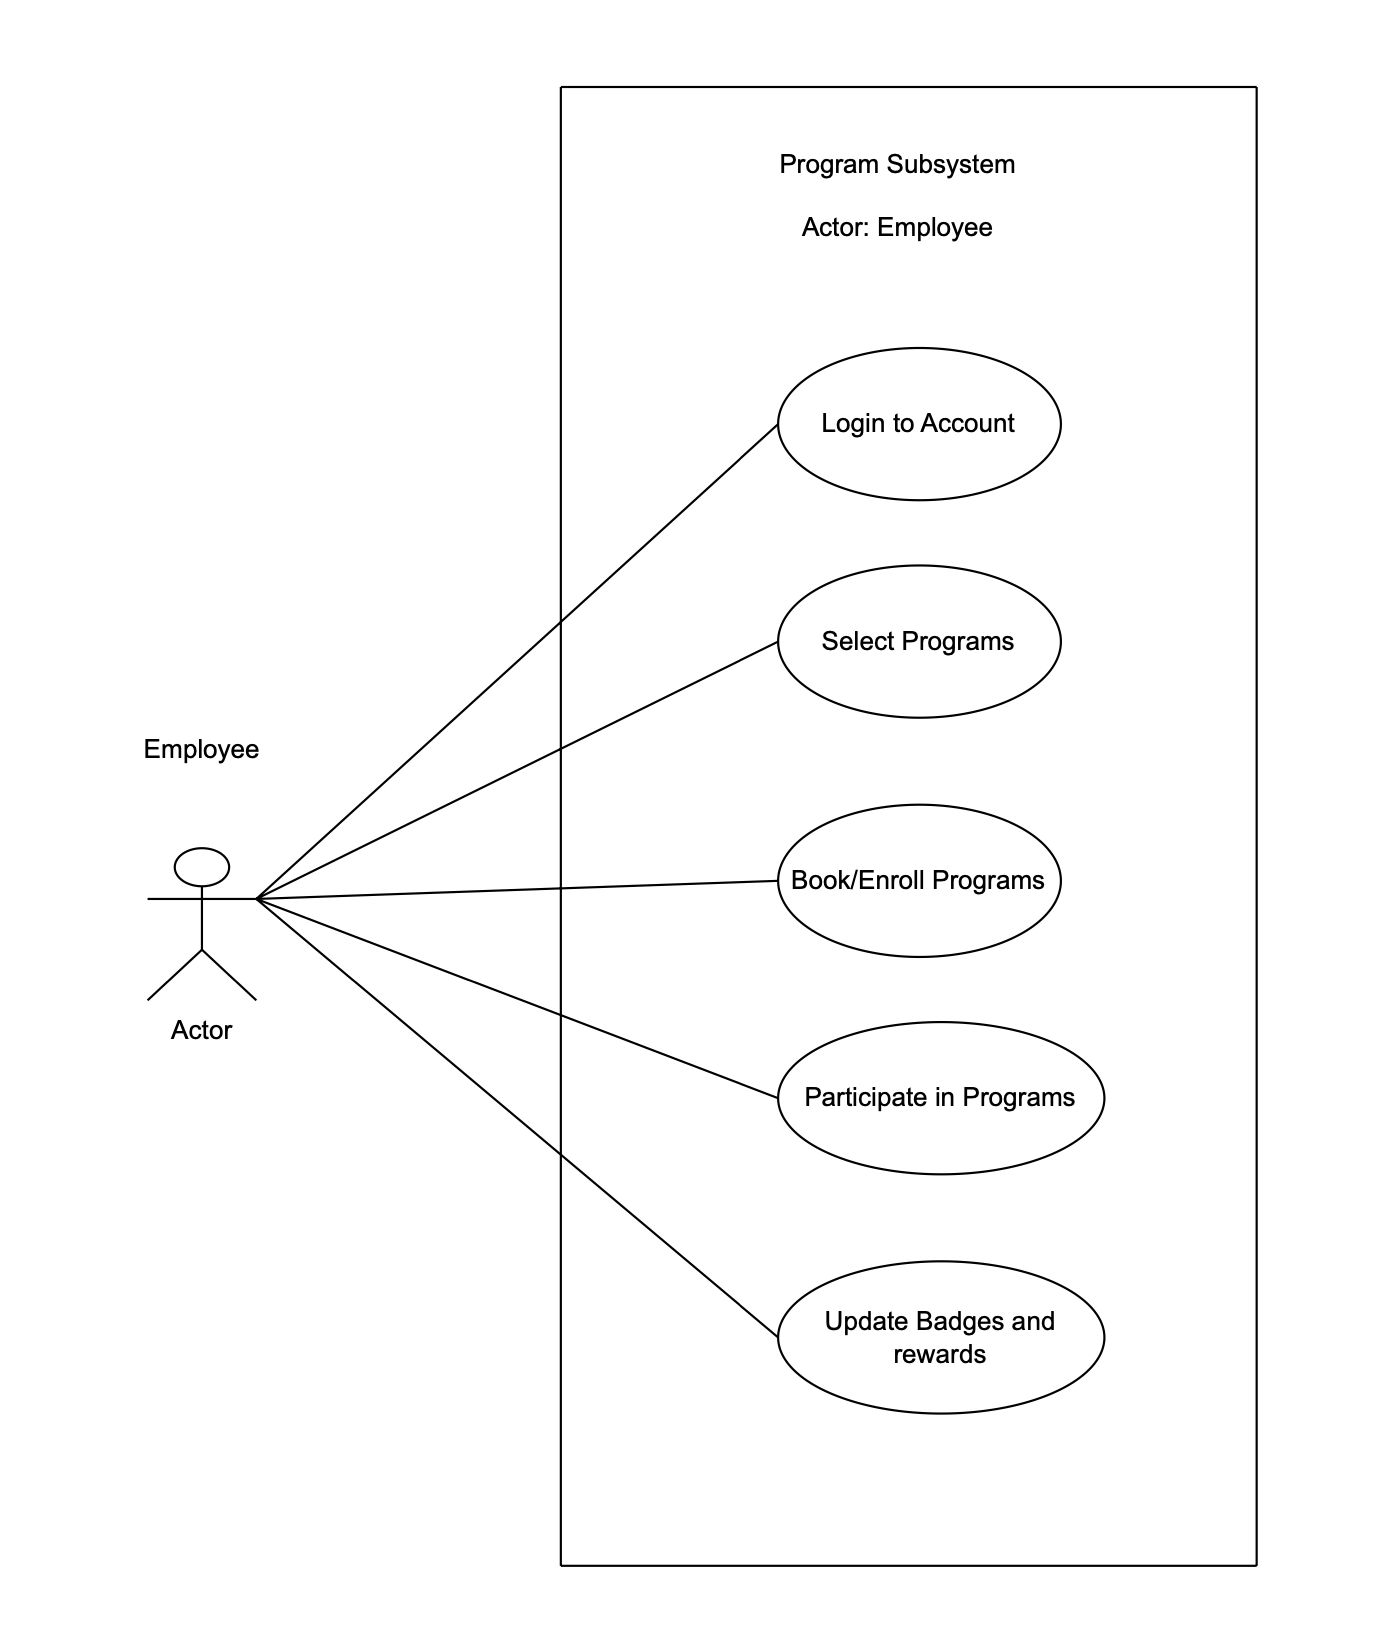 Program Subsystem
Actor: Employee
Login to Account
Select Programs
Employee
Book/Enroll Programs
Actor
Participate in Programs
Update Badges and
rewards